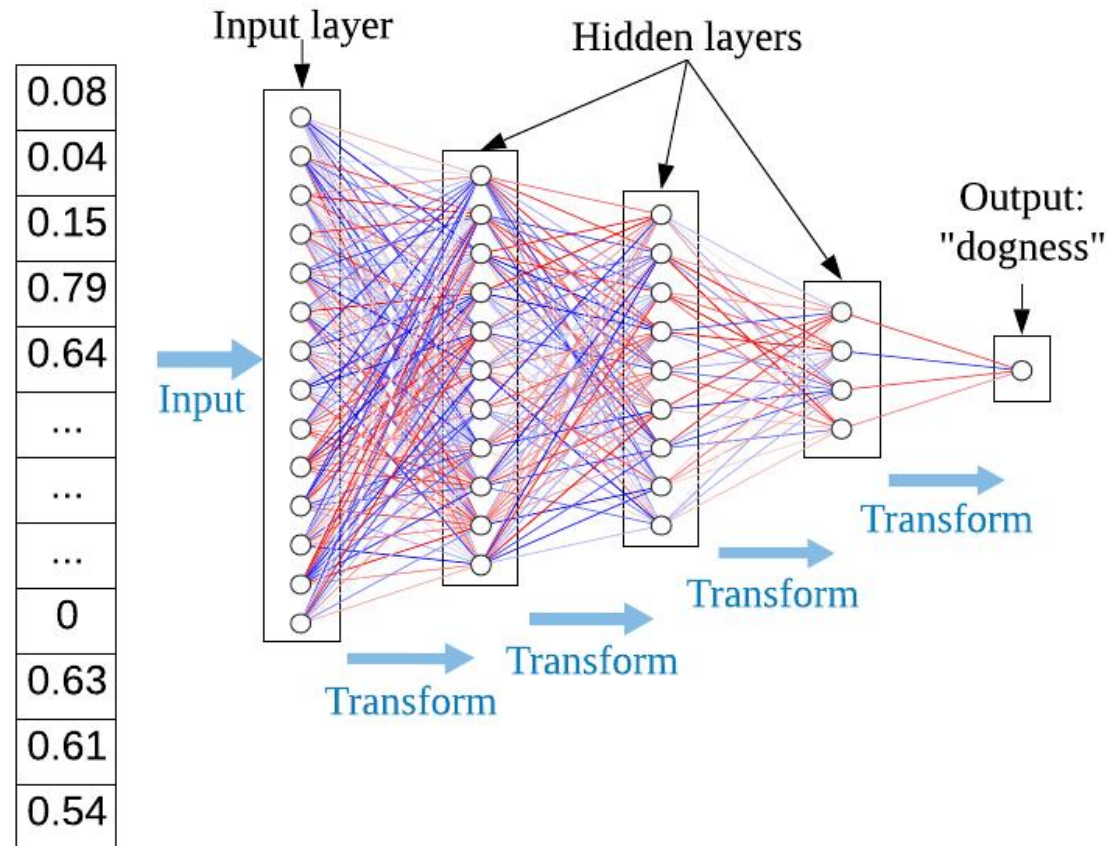 Input layer
Hidden layers
0.08
0.04
0.15
0.79
0.64
...
...
...
0
0.63
0.61
0.54
Input
Output:
"dogness"
Transform
Transform
Transform
Transform